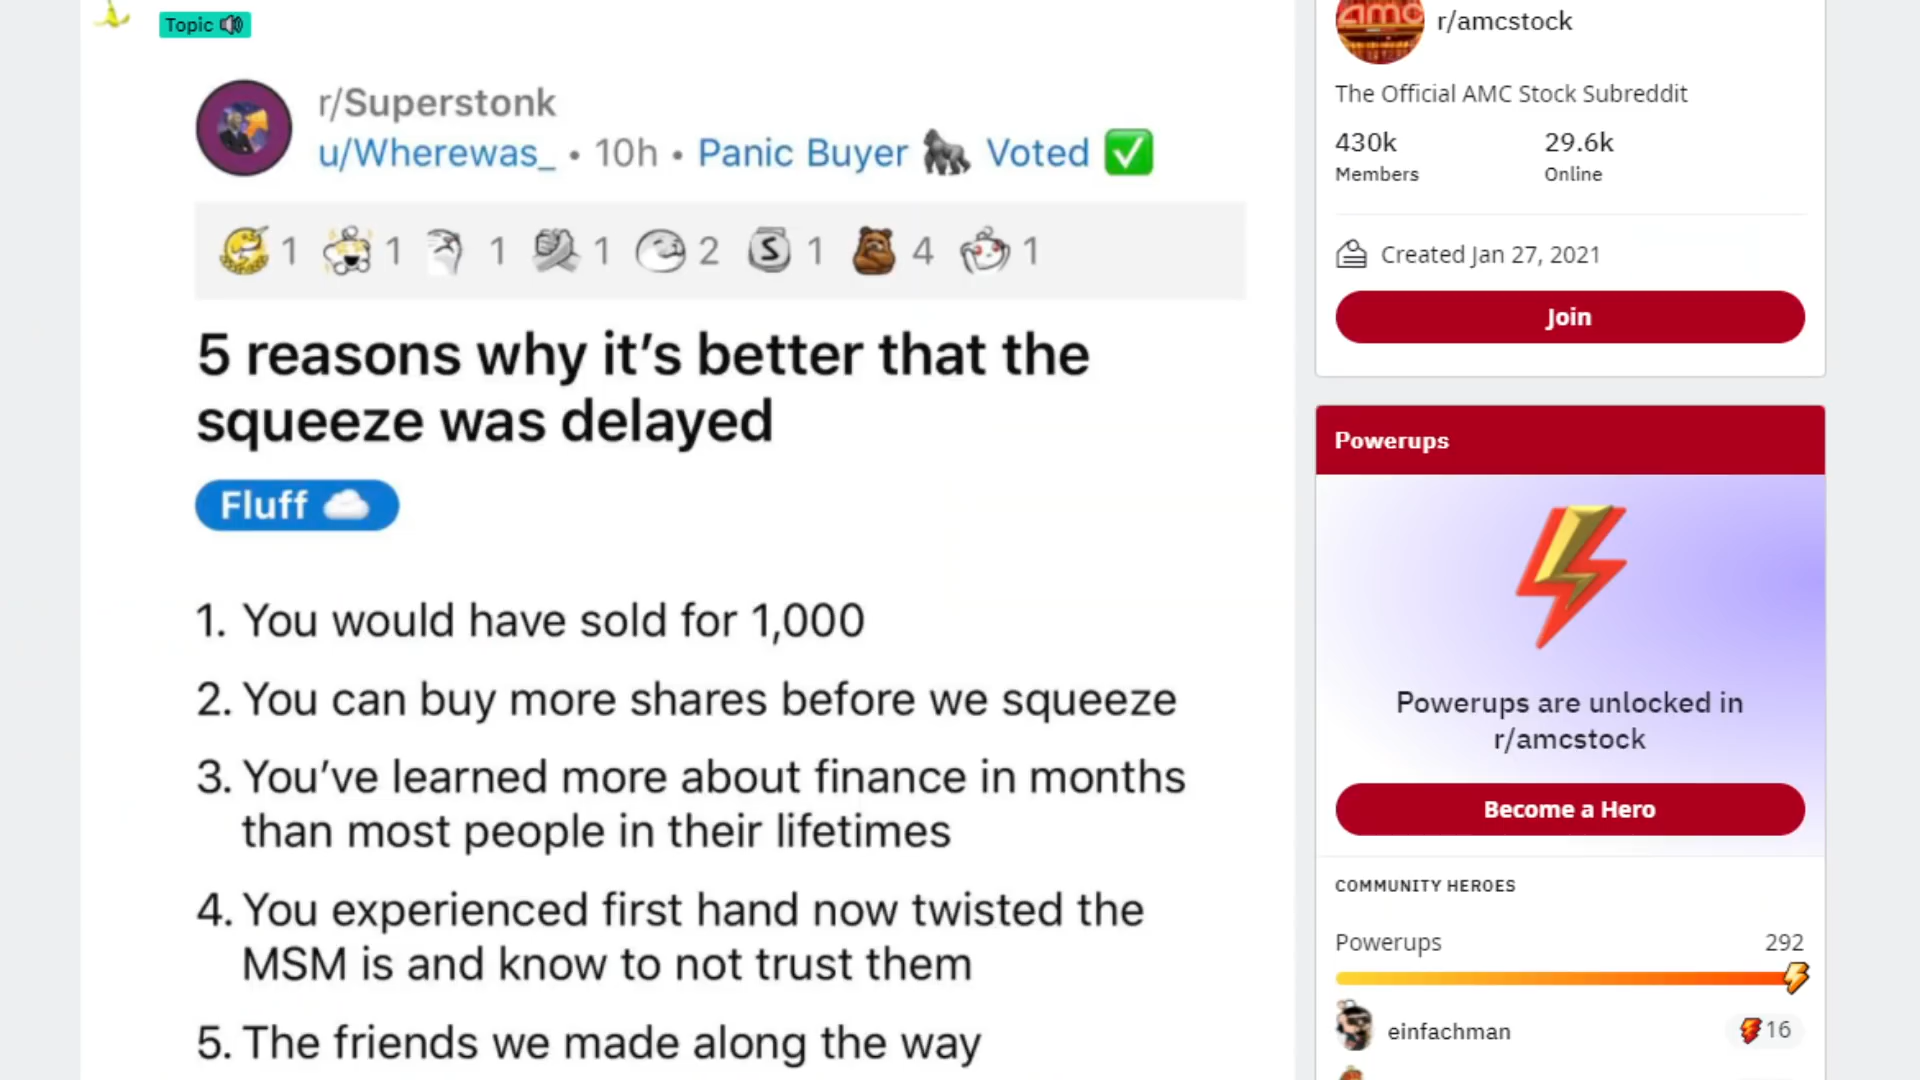 Topic
r/Superstonk
u/Wherewas_ • 10h • Panic Buyer 🦍 Voted ✅
1 1 1 1 2 1 4 1
5 reasons why it's better that the
squeeze was delayed
Fluff
1. You would have sold for 1,000
2. You can buy more shares before we squeeze
3. You've learned more about finance in months
than most people in their lifetimes
4. You experienced first hand now twisted the
MSM is and know to not trust them
5. The friends we made along the way
amc
r/amcstock
The Official AMC Stock Subreddit
430k 29.6k
Members Online
Created Jan 27, 2021
Join
Powerups
Powerups are unlocked in
r/amcstock
Become a Hero
COMMUNITY HEROES
Powerups 292
einfachman 16